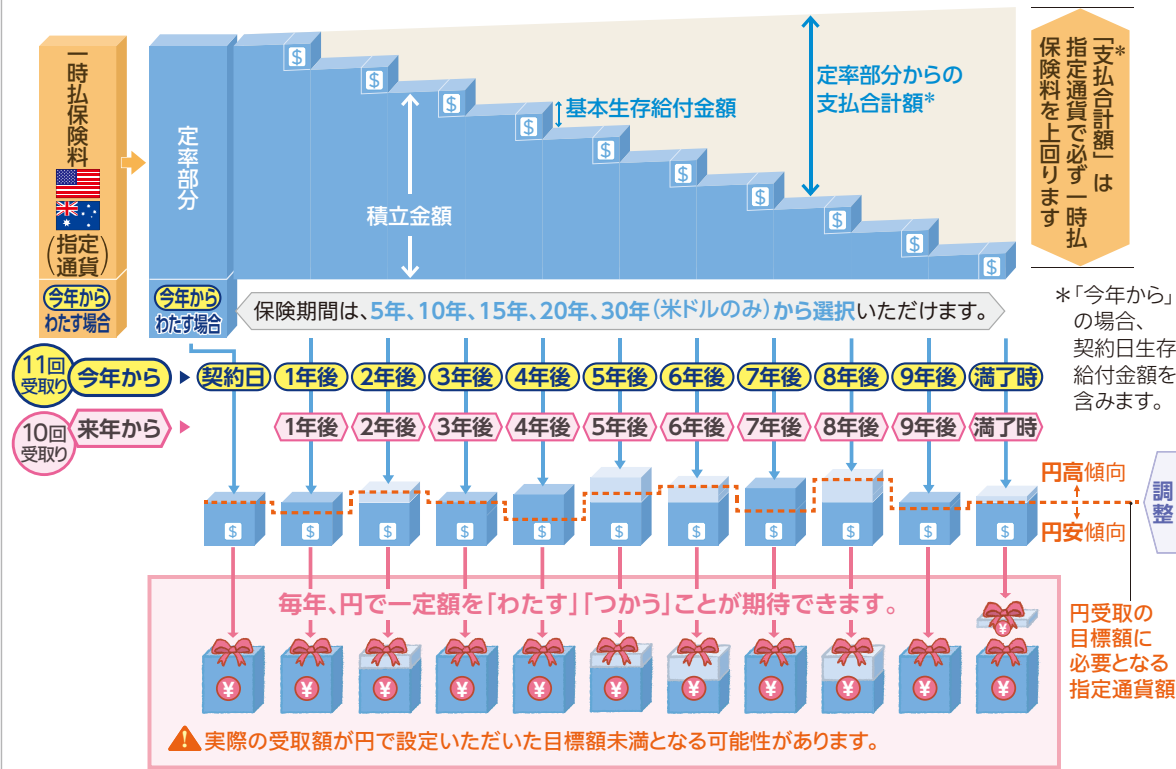 一時払保険料
(指定通貨)
今年から
わたす場合
定率部分
今年から
わたす場合
$
$
$
$
$
$
$
$
$
$
積立金額
基本生存給付金額
定率部分からの
支払合計額*
「支払合計額」*は
指定通貨で必ず一時払
保険料を上回ります
*「今年から」
の場合、
契約日生存
給付金額を
含みます。
保険期間は、5年、10年、15年、20年、30年(米ドルのみ)から選択いただけます。
11回
受取り
今年から
契約日 1年後 2年後 3年後 4年後 5年後 6年後 7年後 8年後 9年後 満了時
10回
受取り
来年から
1年後 2年後 3年後 4年後 5年後 6年後 7年後 8年後 9年後 満了時
円高傾向
円安傾向
調整
$ $ $ $ $ $ $ $ $ $ $
毎年、円で一定額を「わたす」「つかう」ことが期待できます。
¥
¥ ¥ ¥ ¥ ¥ ¥ ¥ ¥ ¥ ¥ ¥
円受取の
目標額に
必要となる
指定通貨額
! 実際の受取額が円で設定いただいた目標額未満となる可能性があります。